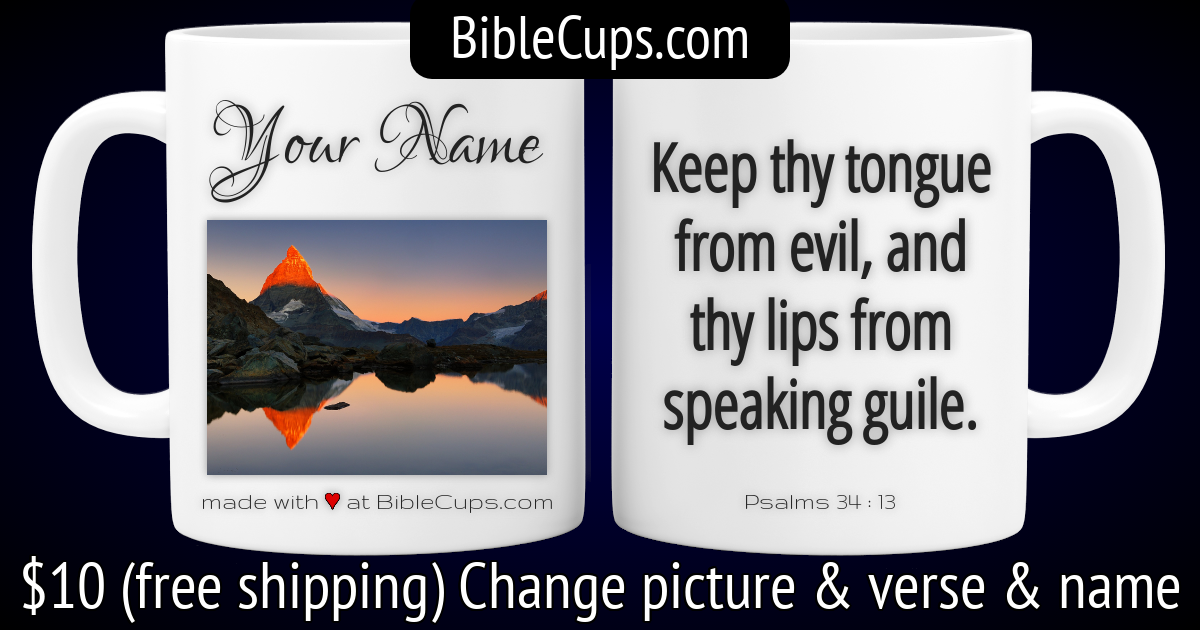 BibleCups.com
Your Name
made with ♥ at BibleCups.com
Keep thy tongue
from evil, and
thy lips from
speaking guile.
Psalms 34 : 13
$10 (free shipping) Change picture & verse & name